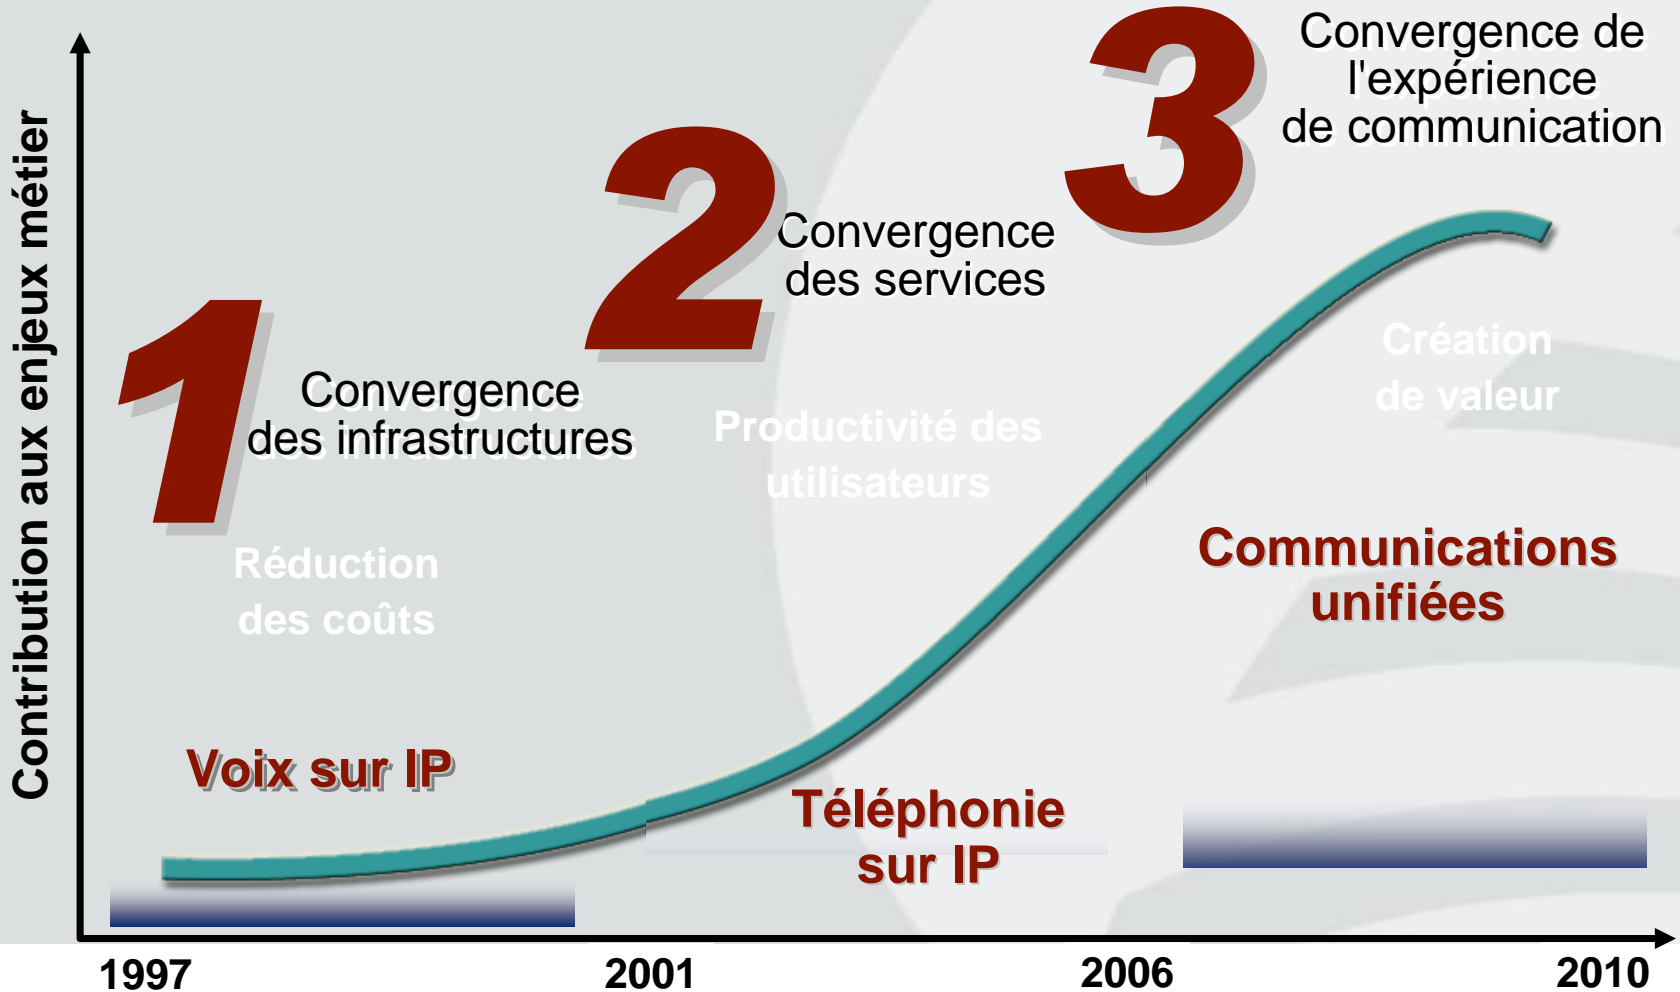 Contribution aux enjeux métier
1
Convergence
des infrastructures
Réduction
des coûts
Voix sur IP
2
Convergence
des services
Productivité des
utilisateurs
Téléphonie
sur IP
3
Convergence de
l'expérience
de communication
Création
de valeur
Communications
unifiées
1997
2001
2006
2010